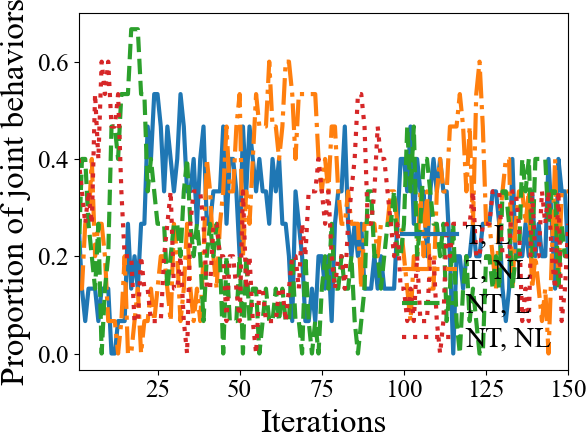 Proportion of joint behaviors
0.6
0.4
0.2
0.0
T, L
T, NL
NT, L
NT, NL
25 50 75 100 125 150
Iterations